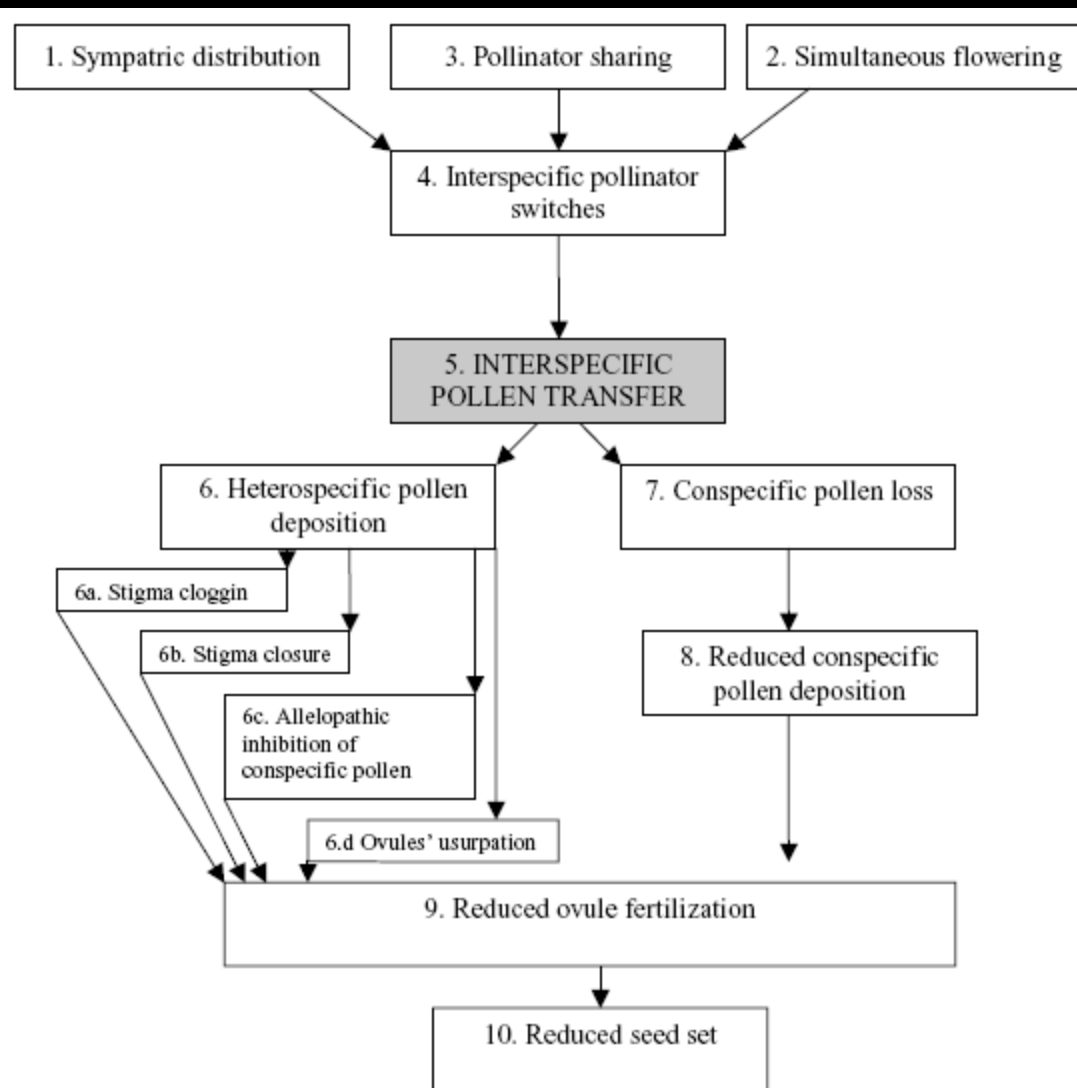 1. Sympatric distribution
3. Pollinator sharing
2. Simultaneous flowering
4. Interspecific pollinator
switches
5. INTERSPECIFIC
POLLEN TRANSFER
6. Heterospecific pollen
deposition
7. Conspecific pollen loss
6a. Stigma cloggin
6b. Stigma closure
8. Reduced conspecific
pollen deposition
6c. Allelopathic
inhibition of
conspecific pollen
6.d Ovules’ usurpation
9. Reduced ovule fertilization
10. Reduced seed set